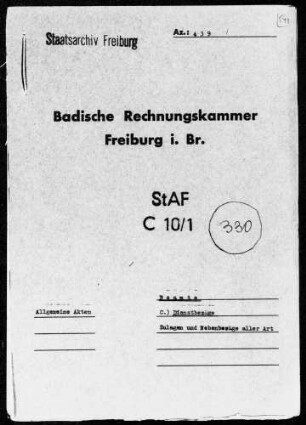 Staatsarchiv Freiburg
Az.: 439
Badische Rechnungskammer
Freiburg i. Br.
StAF
C 10/1
330
Beamte
Allgemeine Akten
C.) Dienstbezüge
Zulagen und Nebenbezüge aller Art